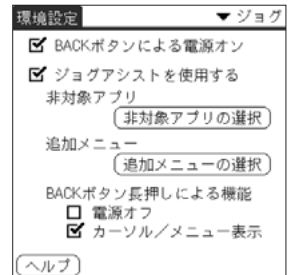 環境設定 ▼ ジョグ
☑ BACKボタンによる電源オン
☑ ジョグアシストを使用する
非対象アプリ
非対象アプリの選択
追加メニュー
追加メニューの選択
BACKボタン長押しによる機能
☐ 電源オフ
☑ カーソル／メニュー表示
ヘルプ